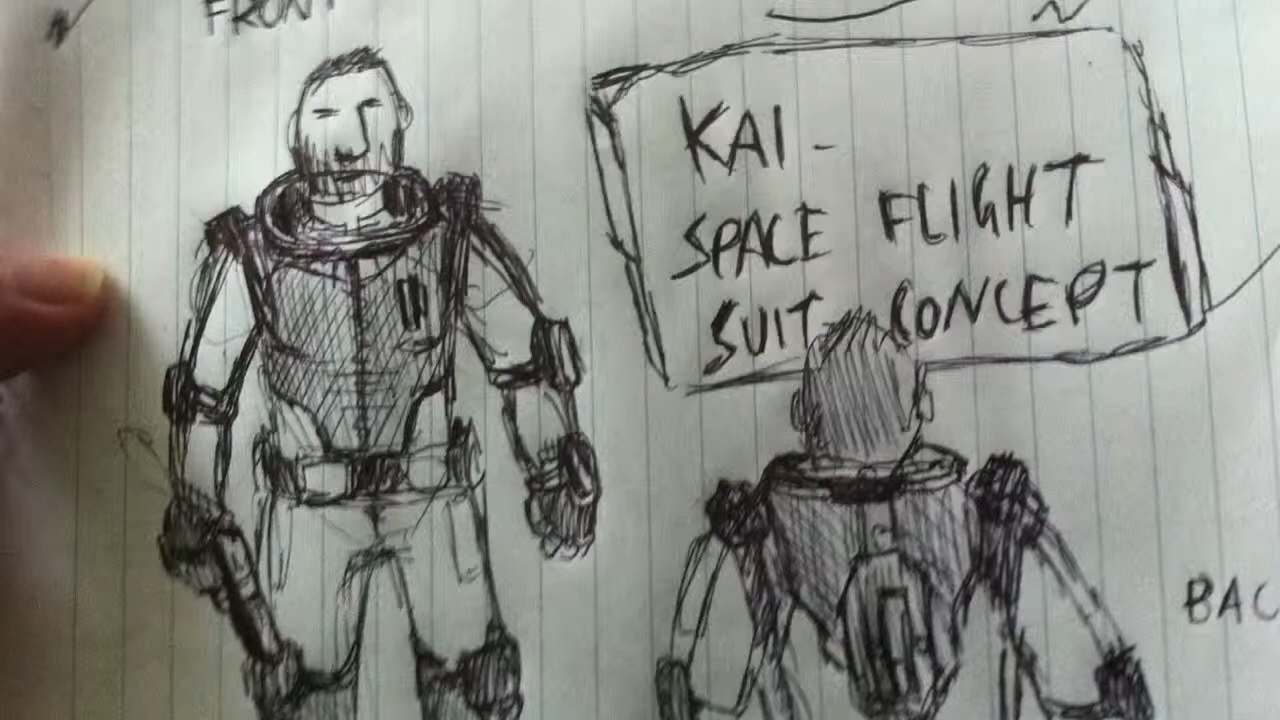 FRONT
KAI -
SPACE FLIGHT
SUIT CONCEPT
BAC